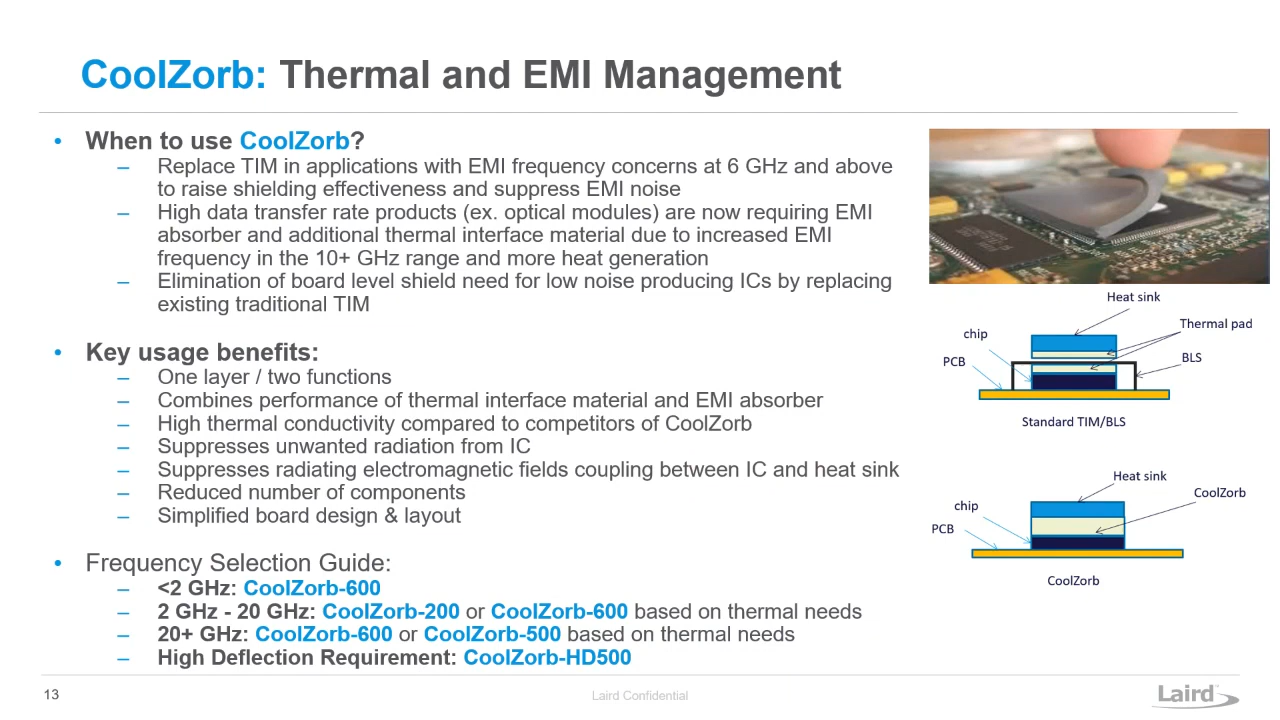 CoolZorb: Thermal and EMI Management
• When to use CoolZorb?
– Replace TIM in applications with EMI frequency concerns at 6 GHz and above
to raise shielding effectiveness and suppress EMI noise
– High data transfer rate products (ex. optical modules) are now requiring EMI
absorber and additional thermal interface material due to increased EMI
frequency in the 10+ GHz range and more heat generation
– Elimination of board level shield need for low noise producing ICs by replacing
existing traditional TIM
• Key usage benefits:
– One layer / two functions
– Combines performance of thermal interface material and EMI absorber
– High thermal conductivity compared to competitors of CoolZorb
– Suppresses unwanted radiation from IC
– Suppresses radiating electromagnetic fields coupling between IC and heat sink
– Reduced number of components
– Simplified board design & layout
• Frequency Selection Guide:
– <2 GHz: CoolZorb-600
– 2 GHz - 20 GHz: CoolZorb-200 or CoolZorb-600 based on thermal needs
– 20+ GHz: CoolZorb-600 or CoolZorb-500 based on thermal needs
– High Deflection Requirement: CoolZorb-HD500
Heat sink
Thermal pad
chip
BLS
PCB
Standard TIM/BLS
Heat sink
CoolZorb
chip
PCB
CoolZorb
13
Laird Confidential
Laird™